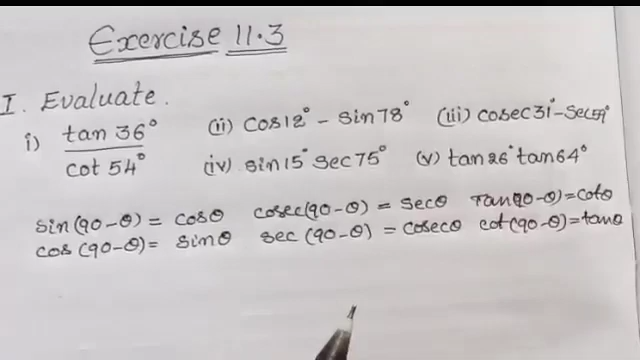 Exercise 11.3
I. Evaluate.
i) tan 36° / cot 54° (ii) cos12° - sin78° (iii) cosec31° - sec59°
(iv) sin15° sec75° (v) tan26° tan64°
sin(90-θ) = cosθ cosec(90-θ) = secθ Tan(90-θ)=cotθ
cos(90-θ)= sinθ sec(90-θ) = cosecθ cot(90-θ)=tanθ